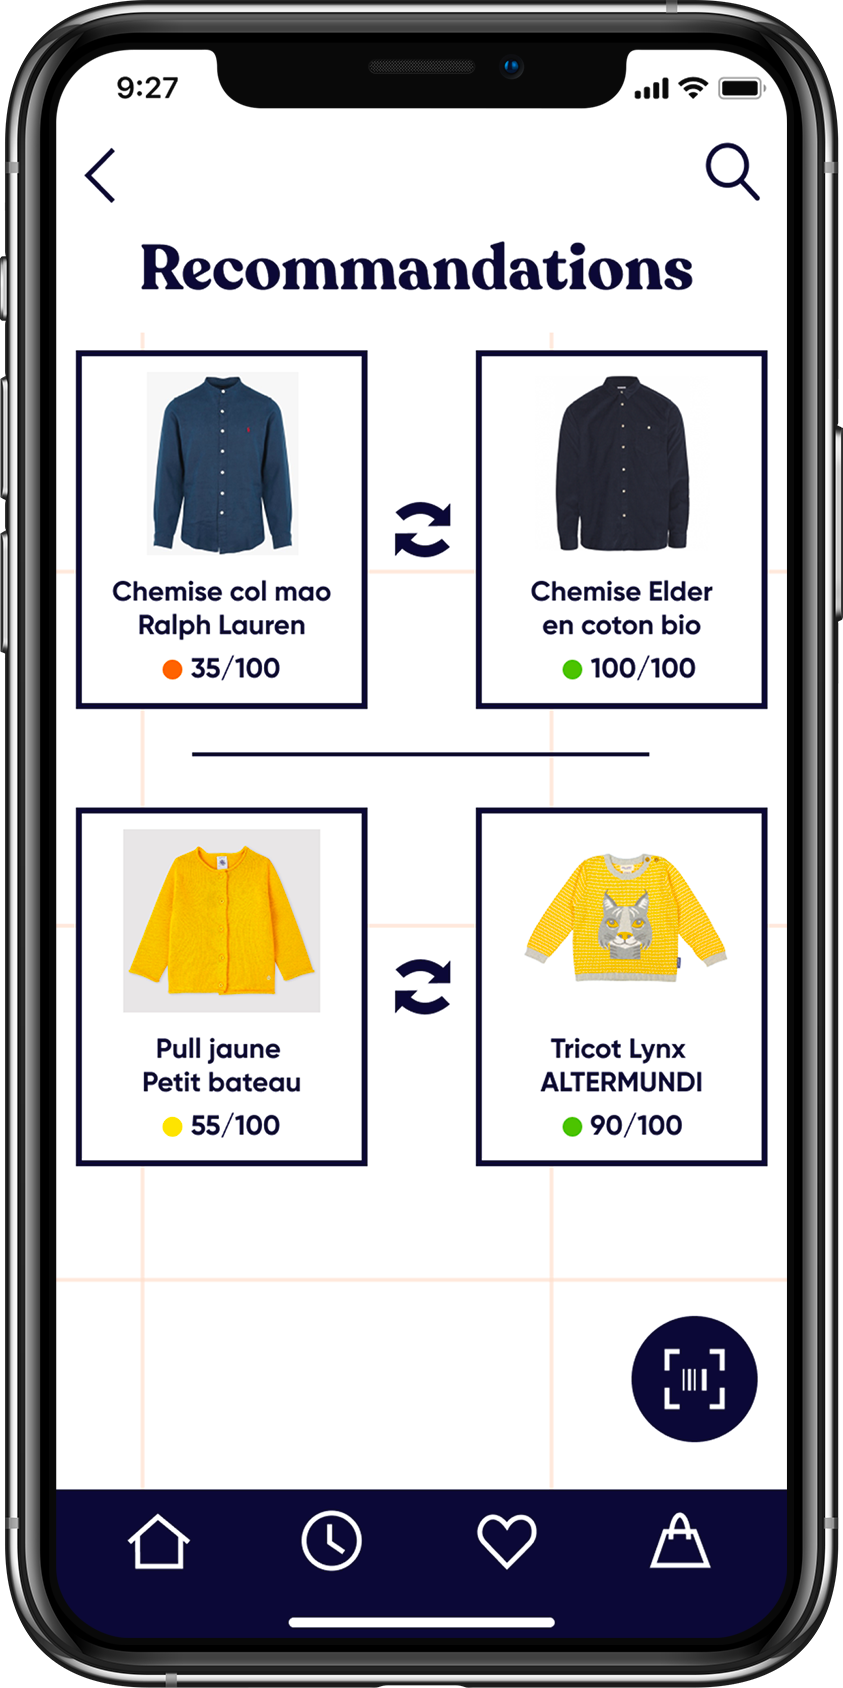 9:27
Recommandations
Chemise col mao
Ralph Lauren
35/100
Chemise Elder
en coton bio
100/100
Pull jaune
Petit bateau
55/100
Tricot Lynx
ALTERMUNDI
90/100